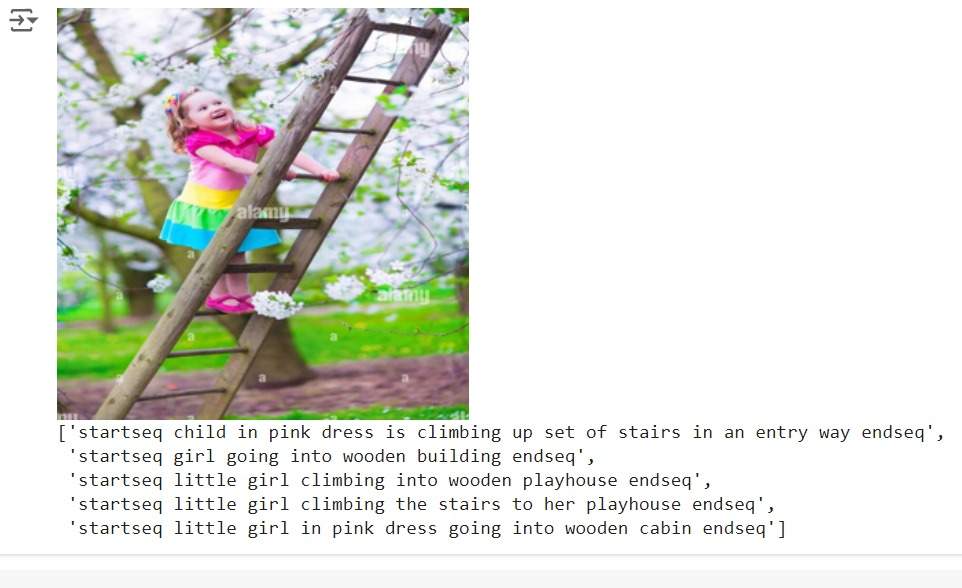 alamy
alamy
['startseq child in pink dress is climbing up set of stairs in an entry way endseq',
'startseq girl going into wooden building endseq',
'startseq little girl climbing into wooden playhouse endseq',
'startseq little girl climbing the stairs to her playhouse endseq',
'startseq little girl in pink dress going into wooden cabin endseq']